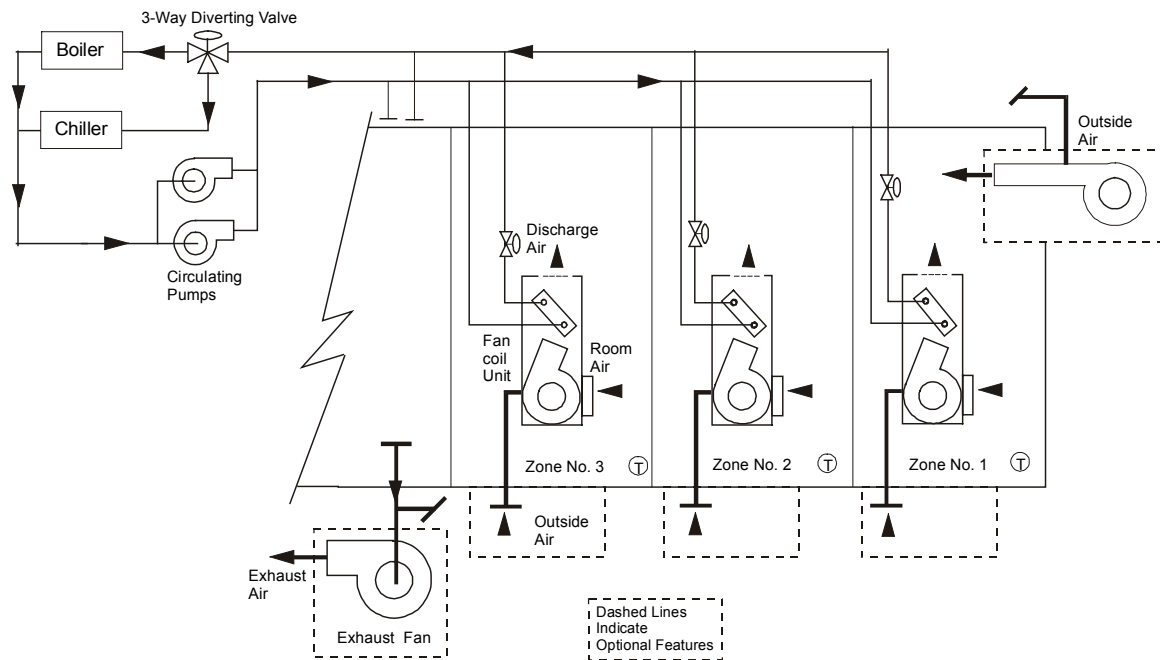 3-Way Diverting Valve
Boiler
Chiller
Circulating
Pumps
Outside
Air
Discharge
Air
Fan
coil
Unit
Room
Air
Zone No. 3
T
Zone No. 2
T
Zone No. 1
T
Outside
Air
Exhaust
Air
Exhaust Fan
Dashed Lines
Indicate
Optional Features